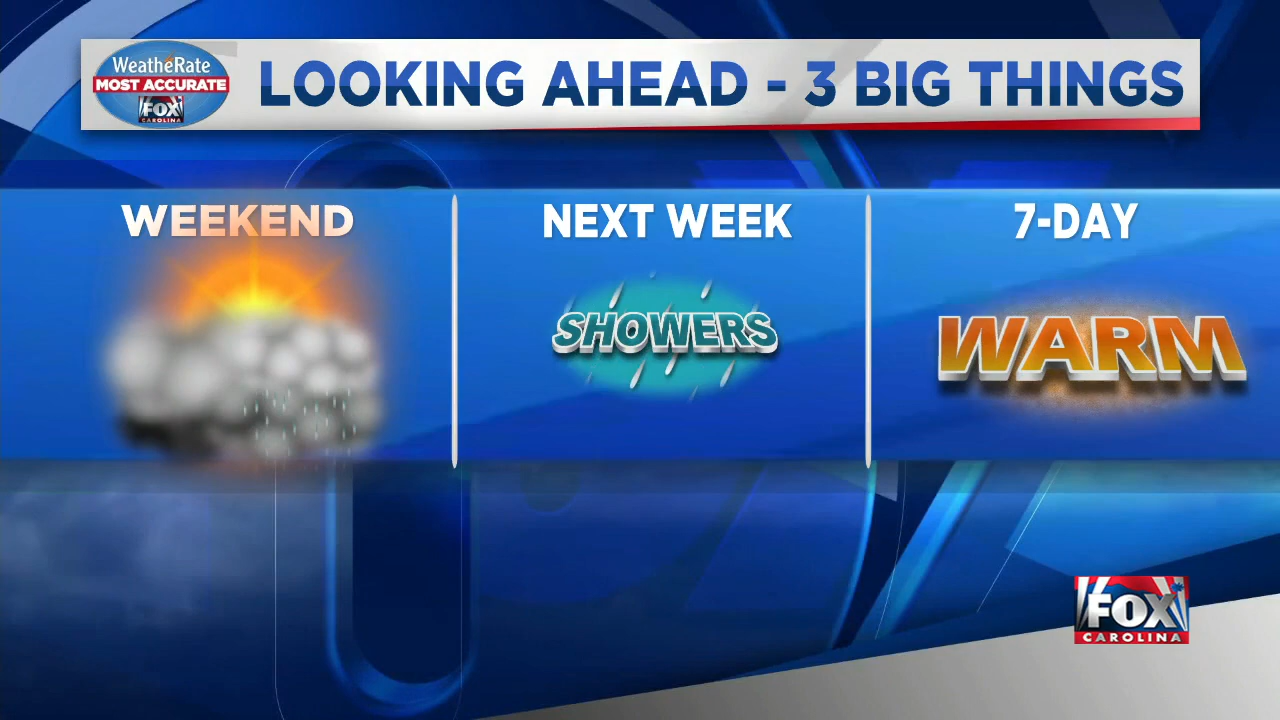 WeatheRate
MOST ACCURATE
FOX
CAROLINA
LOOKING AHEAD - 3 BIG THINGS
WEEKEND
NEXT WEEK
7-DAY
SHOWERS
WARM
FOX
CAROLINA